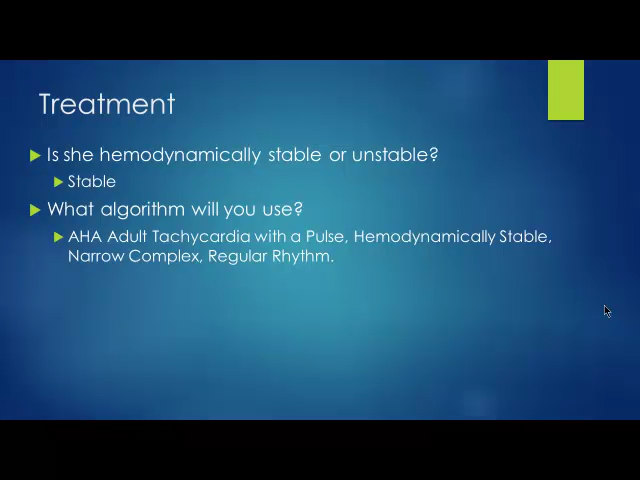 Treatment
Is she hemodynamically stable or unstable?
Stable
What algorithm will you use?
AHA Adult Tachycardia with a Pulse, Hemodynamically Stable,
Narrow Complex, Regular Rhythm.